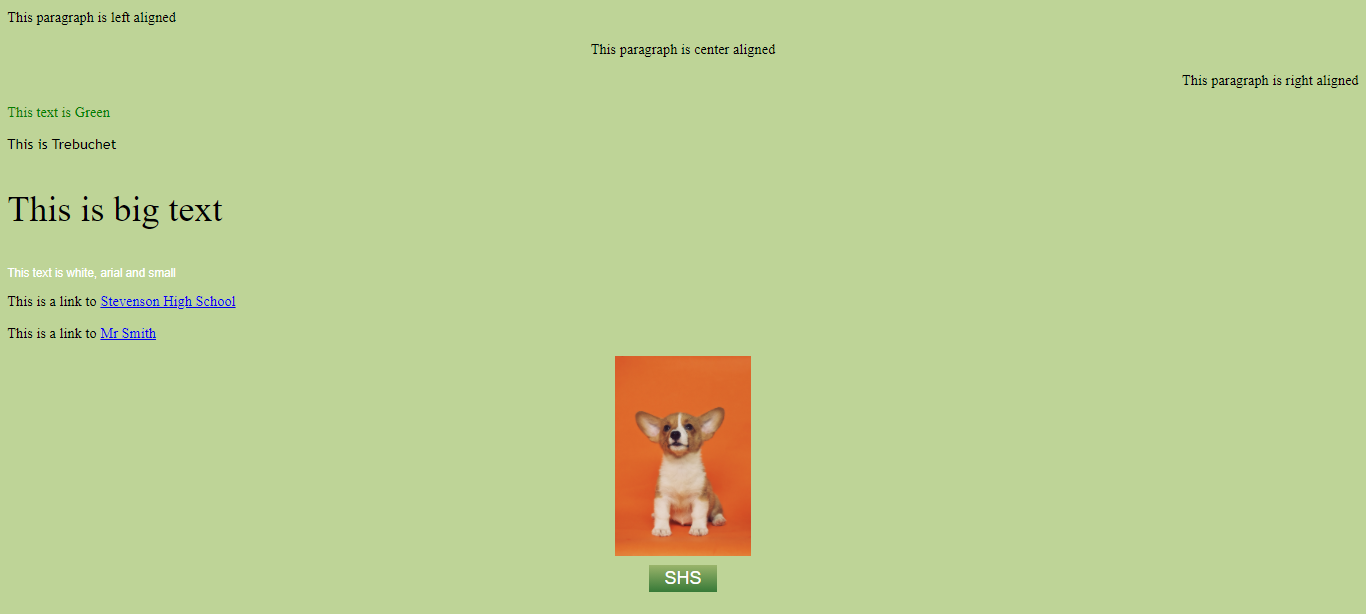 This paragraph is left aligned
This paragraph is center aligned
This paragraph is right aligned
This text is Green
This is Trebuchet
This is big text
This text is white, arial and small
This is a link to Stevenson High School
This is a link to Mr Smith
SHS